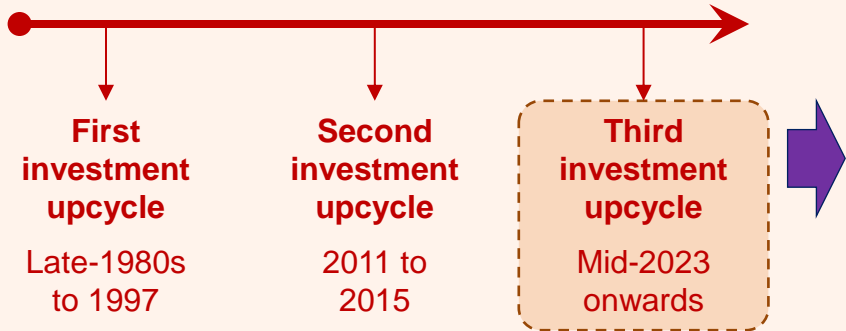 First
investment
upcycle
Late-1980s
to 1997
Second
investment
upcycle
2011 to
2015
Third
investment
upcycle
Mid-2023
onwards